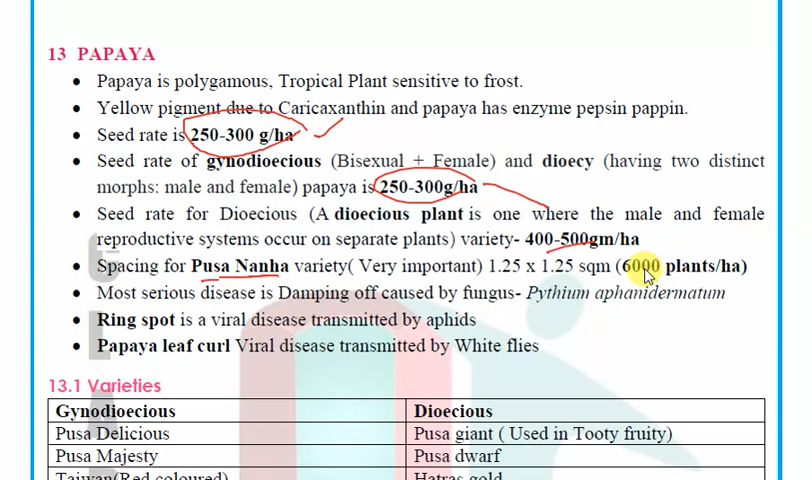 13 PAPAYA
• Papaya is polygamous, Tropical Plant sensitive to frost.
• Yellow pigment due to Caricaxanthin and papaya has enzyme pepsin pappin.
• Seed rate is 250-300 g/ha
• Seed rate of gynodioecious (Bisexual + Female) and dioecy (having two distinct
morphs: male and female) papaya is 250-300g/ha
• Seed rate for Dioecious (A dioecious plant is one where the male and female
reproductive systems occur on separate plants) variety- 400-500gm/ha
• Spacing for Pusa Nanha variety( Very important) 1.25 x 1.25 sqm (6000 plants/ha)
• Most serious disease is Damping off caused by fungus- Pythium aphanidermatum
• Ring spot is a viral disease transmitted by aphids
• Papaya leaf curl Viral disease transmitted by White flies
13.1 Varieties
Gynodioecious Dioecious
Pusa Delicious Pusa giant ( Used in Tooty fruity)
Pusa Majesty Pusa dwarf
Taiwan(Red coloured) Hatras gold